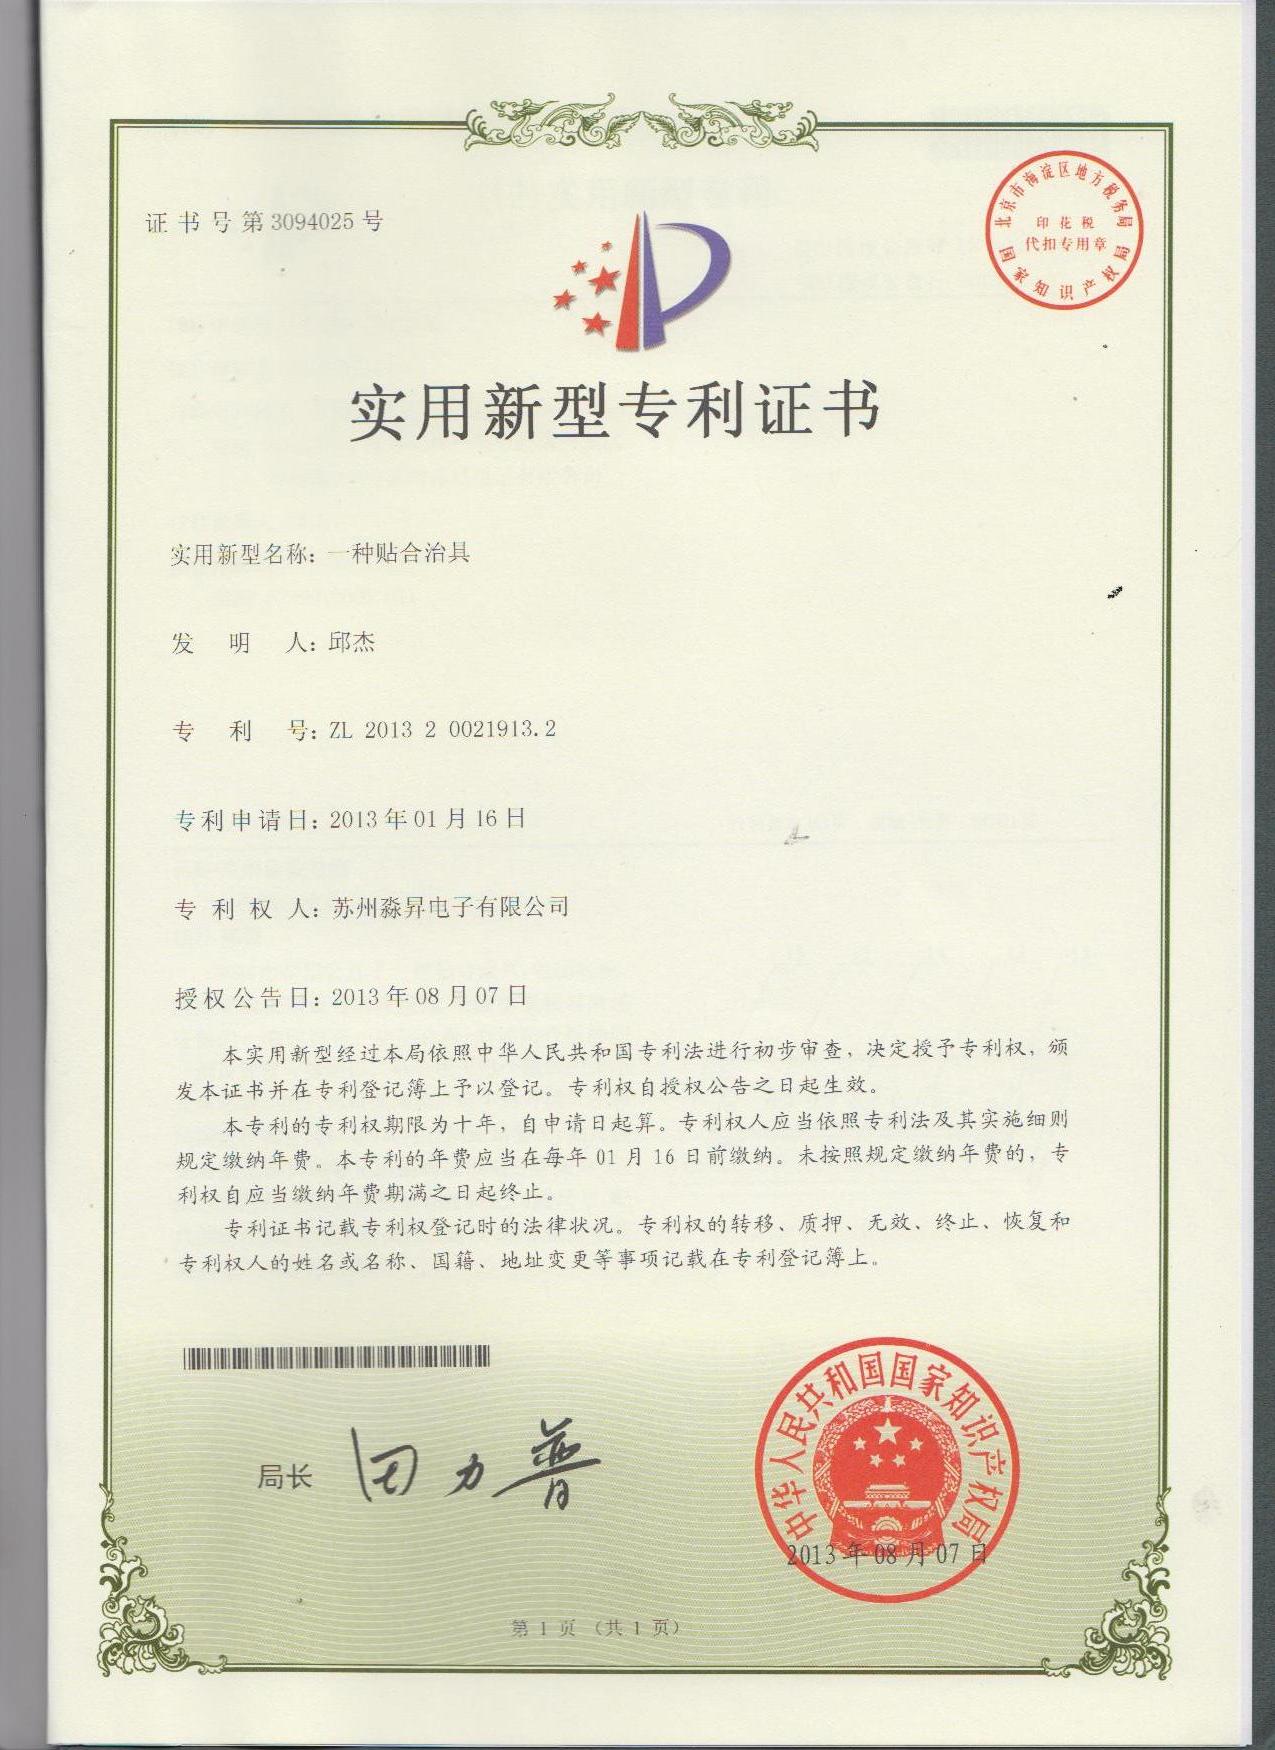 证书号第3094025号
北京市海淀区地方税务局
印花税
代扣专用章
国家知识产权局
实用新型专利证书
实用新型名称：一种贴合治具
发明人：邱杰
专利号：ZL 2013 2 0021913.2
专利申请日：2013年01月16日
专利权人：苏州淼昇电子有限公司
授权公告日：2013年08月07日
本实用新型经过本局依照中华人民共和国专利法进行初步审查，决定授予专利权，颁
发本证书并在专利登记簿上予以登记。专利权自授权公告之日起生效。
本专利的专利权期限为十年，自申请日起算。专利权人应当依照专利法及其实施细则
规定缴纳年费。本专利的年费应当在每年01月16日前缴纳。未按照规定缴纳年费的，专
利权自应当缴纳年费期满之日起终止。
专利证书记载专利权登记时的法律状况。专利权的转移、质押、无效、终止、恢复和
专利权人的姓名或名称、国籍、地址变更等事项记载在专利登记簿上。
局长 田力普
中华人民共和国国家知识产权局
2013年08月07日
第1页（共1页）